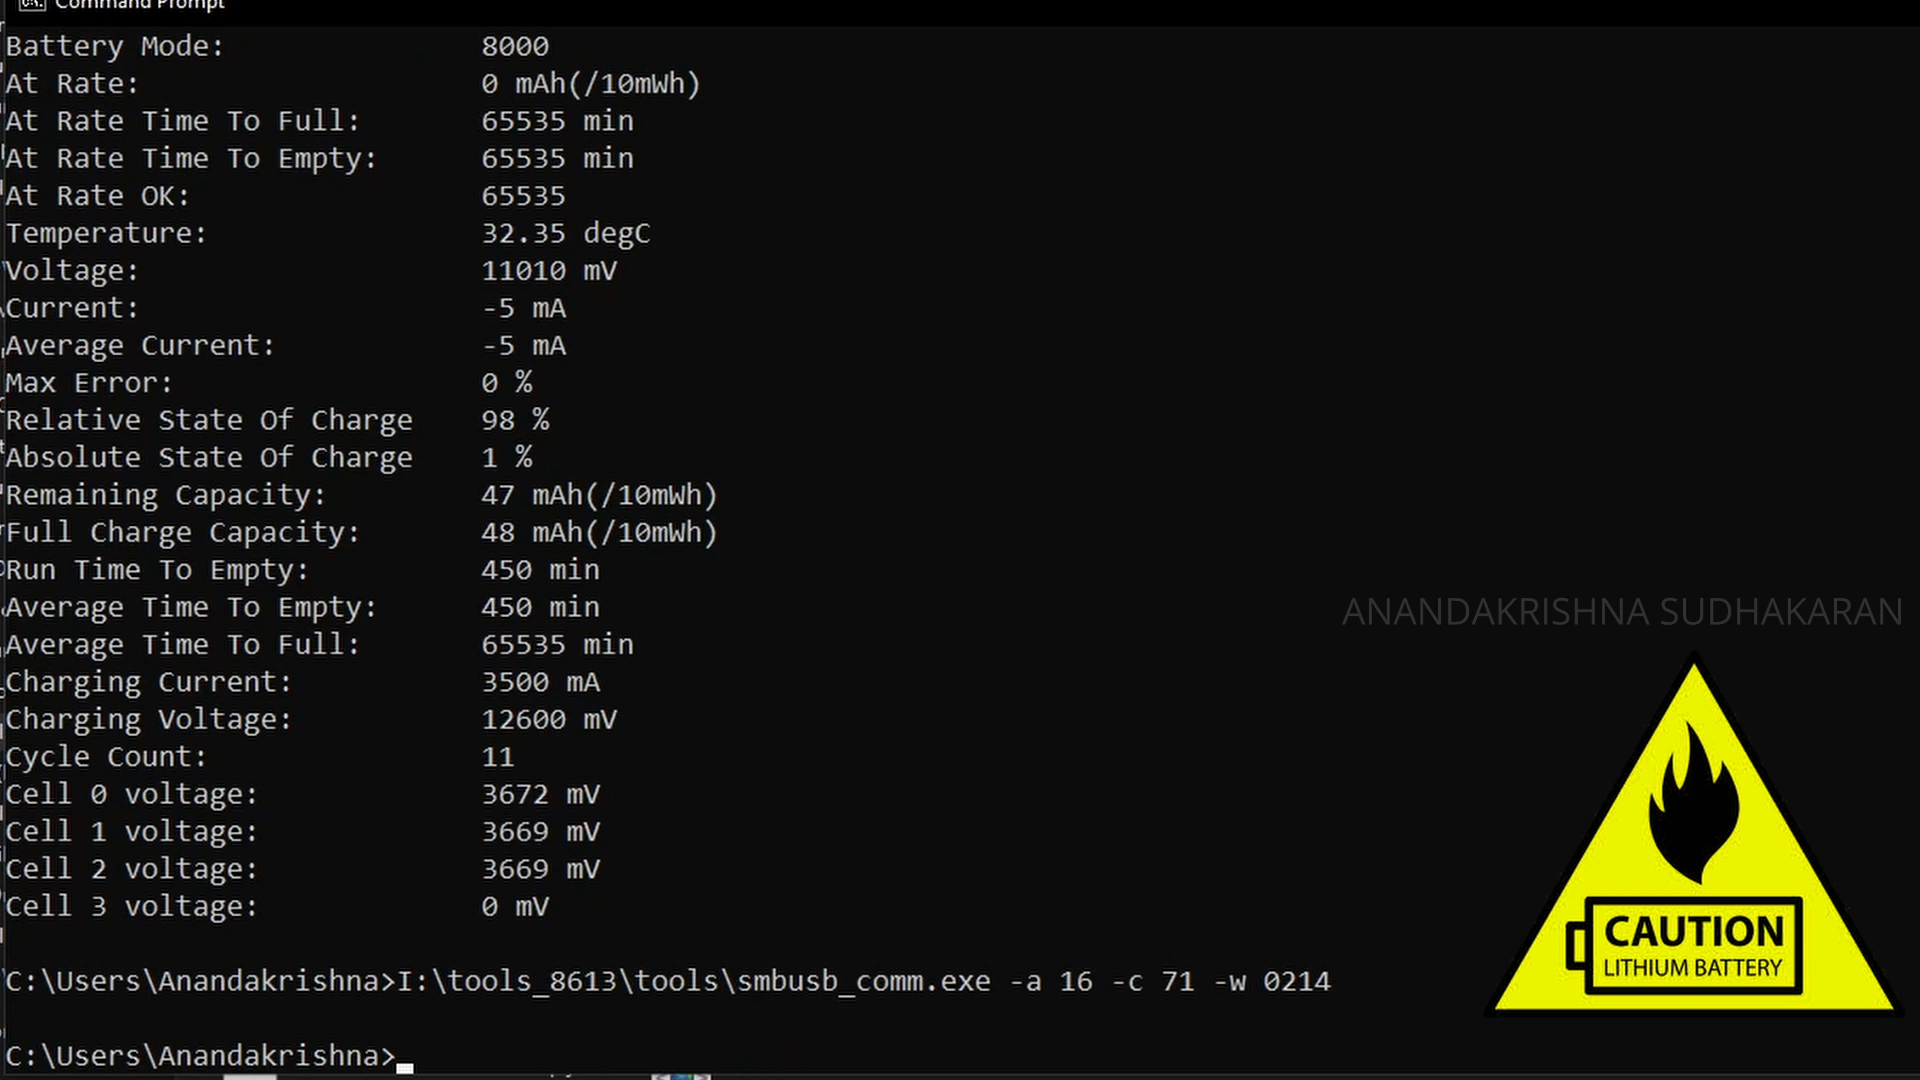 Command Prompt
Battery Mode: 8000
At Rate: 0 mAh(/10mWh)
At Rate Time To Full: 65535 min
At Rate Time To Empty: 65535 min
At Rate OK: 65535
Temperature: 32.35 degC
Voltage: 11010 mV
Current: -5 mA
Average Current: -5 mA
Max Error: 0 %
Relative State Of Charge 98 %
Absolute State Of Charge 1 %
Remaining Capacity: 47 mAh(/10mWh)
Full Charge Capacity: 48 mAh(/10mWh)
Run Time To Empty: 450 min
Average Time To Empty: 450 min
Average Time To Full: 65535 min
Charging Current: 3500 mA
Charging Voltage: 12600 mV
Cycle Count: 11
Cell 0 voltage: 3672 mV
Cell 1 voltage: 3669 mV
Cell 2 voltage: 3669 mV
Cell 3 voltage: 0 mV
C:\Users\Anandakrishna>I:\tools_8613\tools\smbusb_comm.exe -a 16 -c 71 -w 0214
C:\Users\Anandakrishna>
ANANDAKRISHNA SUDHAKARAN
CAUTION
LITHIUM BATTERY